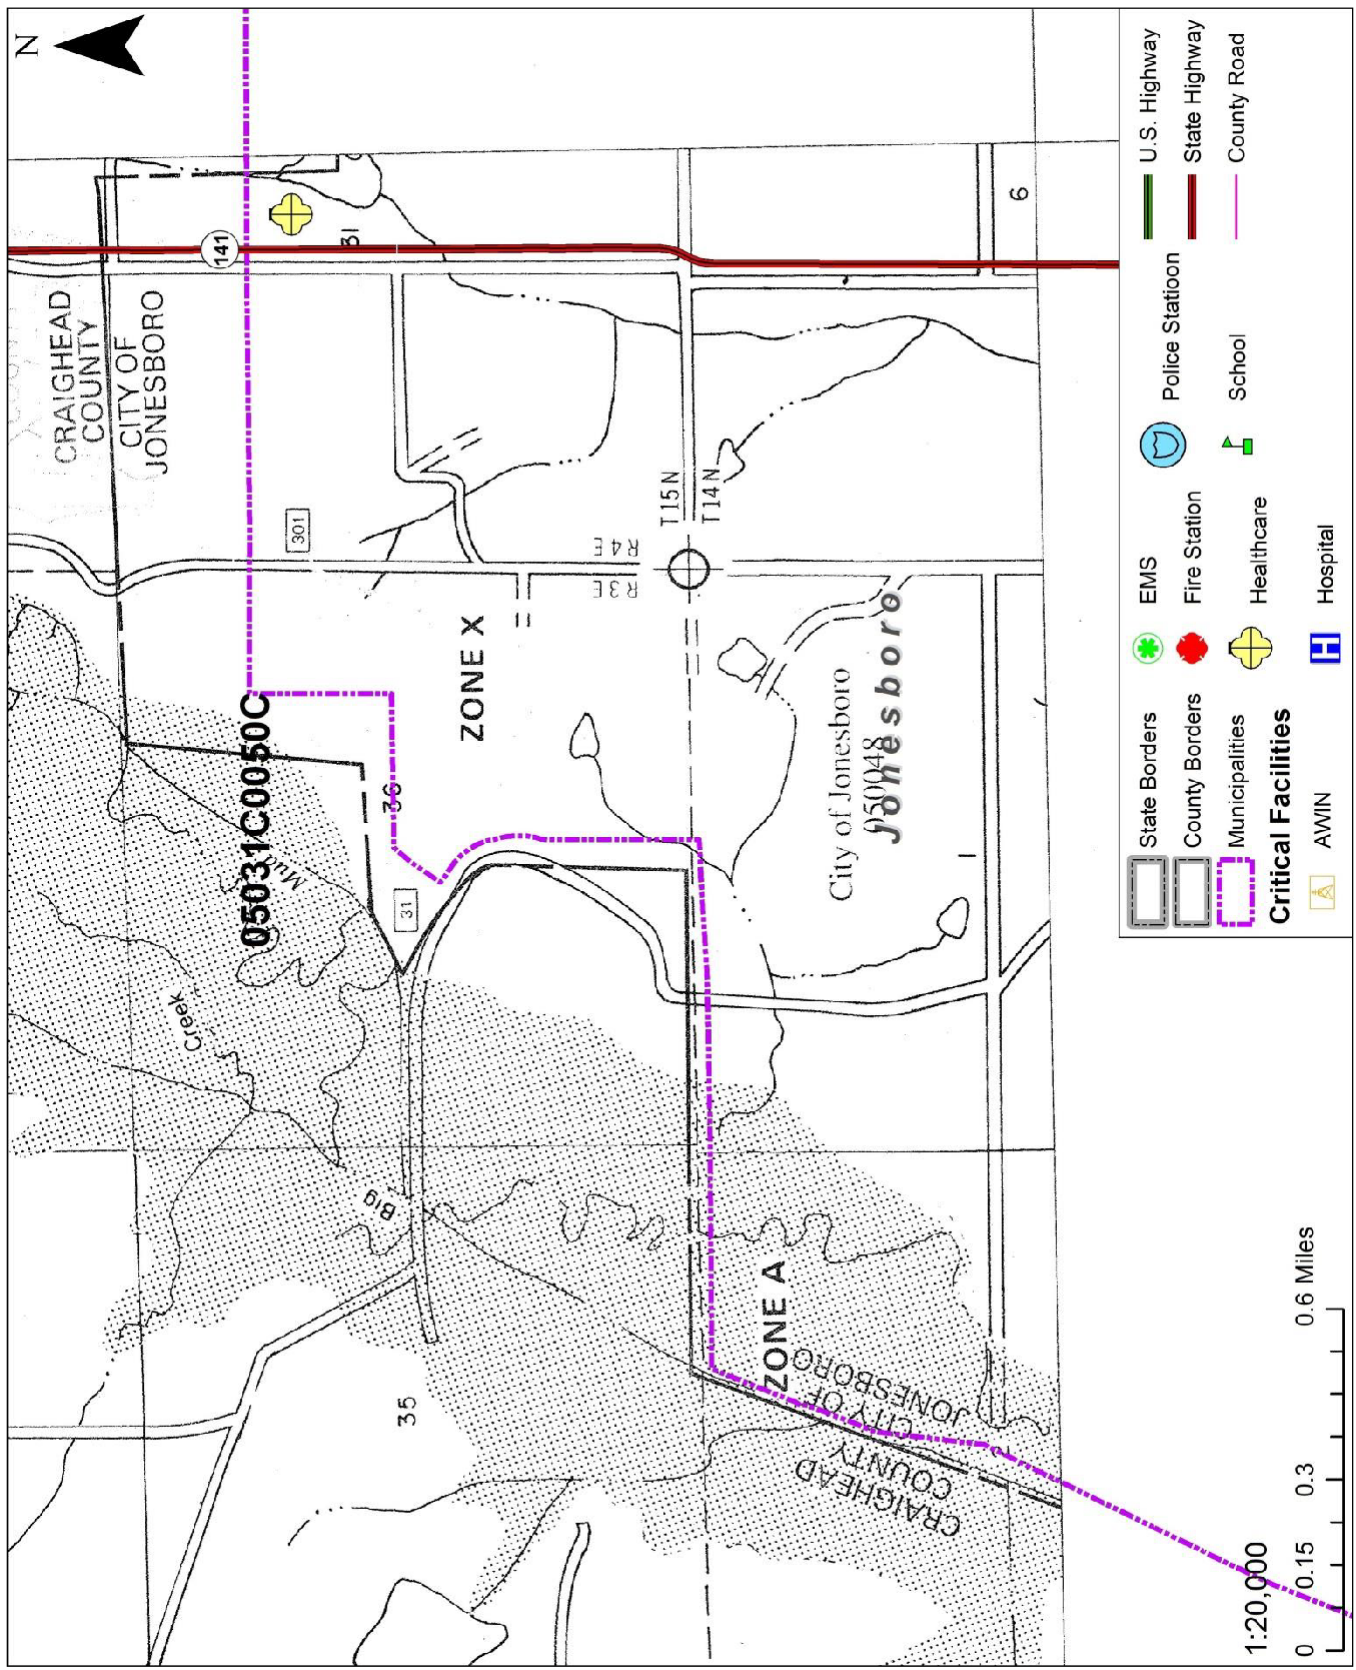 N
CRAIGHEAD
COUNTY
CITY OF
JONESBORO
141
31
301
05031C0050C
Mud
Creek
36
31
Big
ZONE X
R4E
R3E
T15N
T14N
35
ZONE A
City of Jonesboro
050048
Jonesboro
1
6
CITY OF
JONESBORO
CRAIGHEAD
COUNTY
1:20,000
0 0.15 0.3 0.6 Miles
State Borders
County Borders
Municipalities
Critical Facilities
AWIN
EMS
Fire Station
Healthcare
Hospital
Police Statioon
School
U.S. Highway
State Highway
County Road